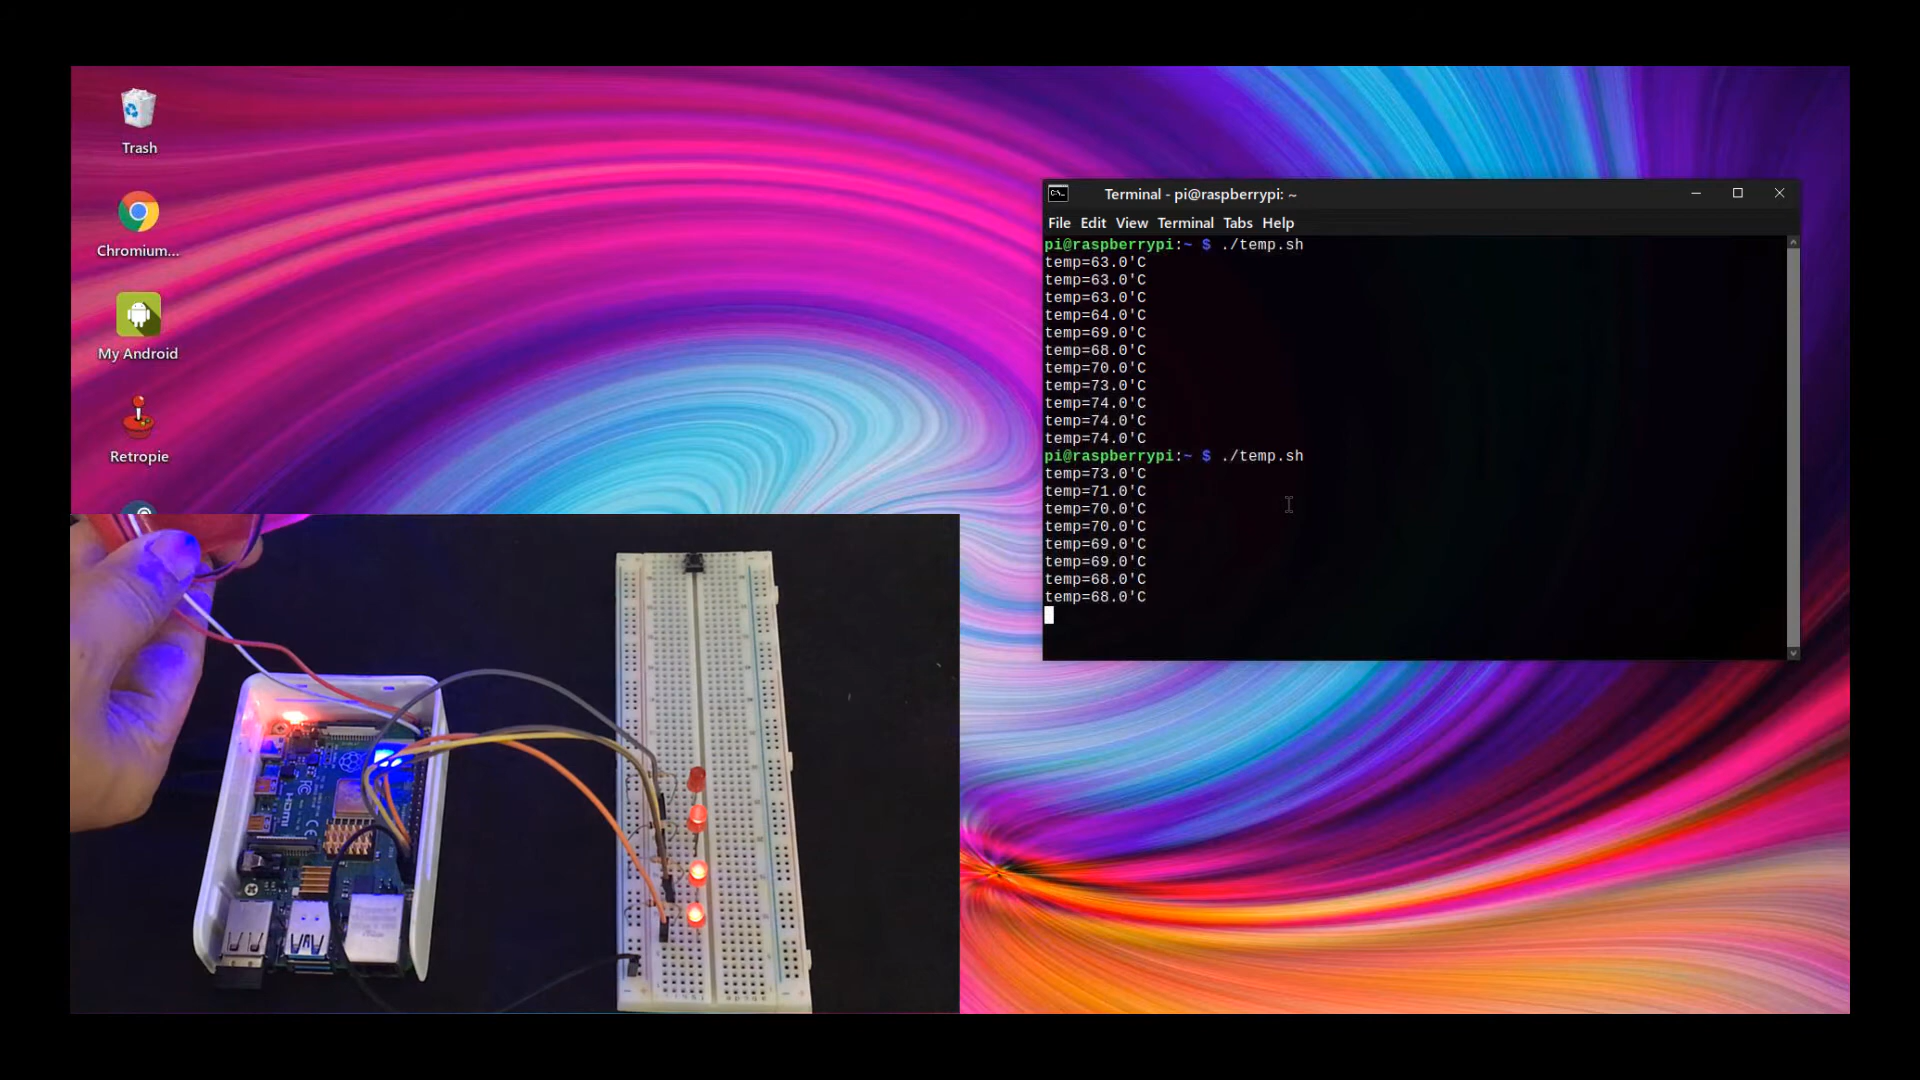 Trash
Chromium...
My Android
Retropie
Terminal - pi@raspberrypi: ~
File Edit View Terminal Tabs Help
pi@raspberrypi:~ $ ./temp.sh
temp=63.0'C
temp=63.0'C
temp=63.0'C
temp=64.0'C
temp=69.0'C
temp=68.0'C
temp=70.0'C
temp=73.0'C
temp=74.0'C
temp=74.0'C
temp=74.0'C
pi@raspberrypi:~ $ ./temp.sh
temp=73.0'C
temp=71.0'C
temp=70.0'C
temp=70.0'C
temp=69.0'C
temp=69.0'C
temp=68.0'C
temp=68.0'C
HDMI